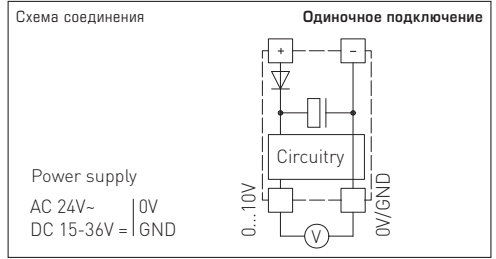 Схема соединения
Одиночное подключение
+ −
Circuitry
Power supply
AC 24V~ | 0V
DC 15-36V = | GND
0...10V
0V/GND
V